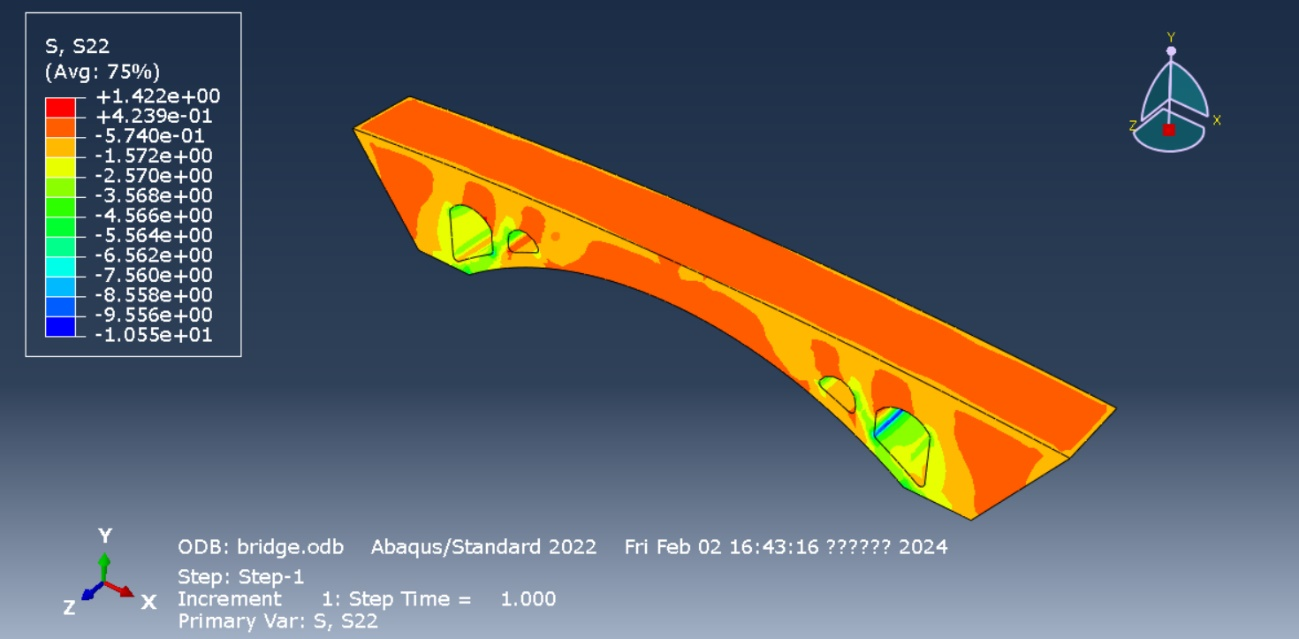 S, S22
(Avg: 75%)
+1.422e+00
+4.239e-01
-5.740e-01
-1.572e+00
-2.570e+00
-3.568e+00
-4.566e+00
-5.564e+00
-6.562e+00
-7.560e+00
-8.558e+00
-9.556e+00
-1.055e+01
Y
Z
X
Y
Z
X
ODB: bridge.odb Abaqus/Standard 2022 Fri Feb 02 16:43:16 ?????? 2024
Step: Step-1
Increment 1: Step Time = 1.000
Primary Var: S, S22